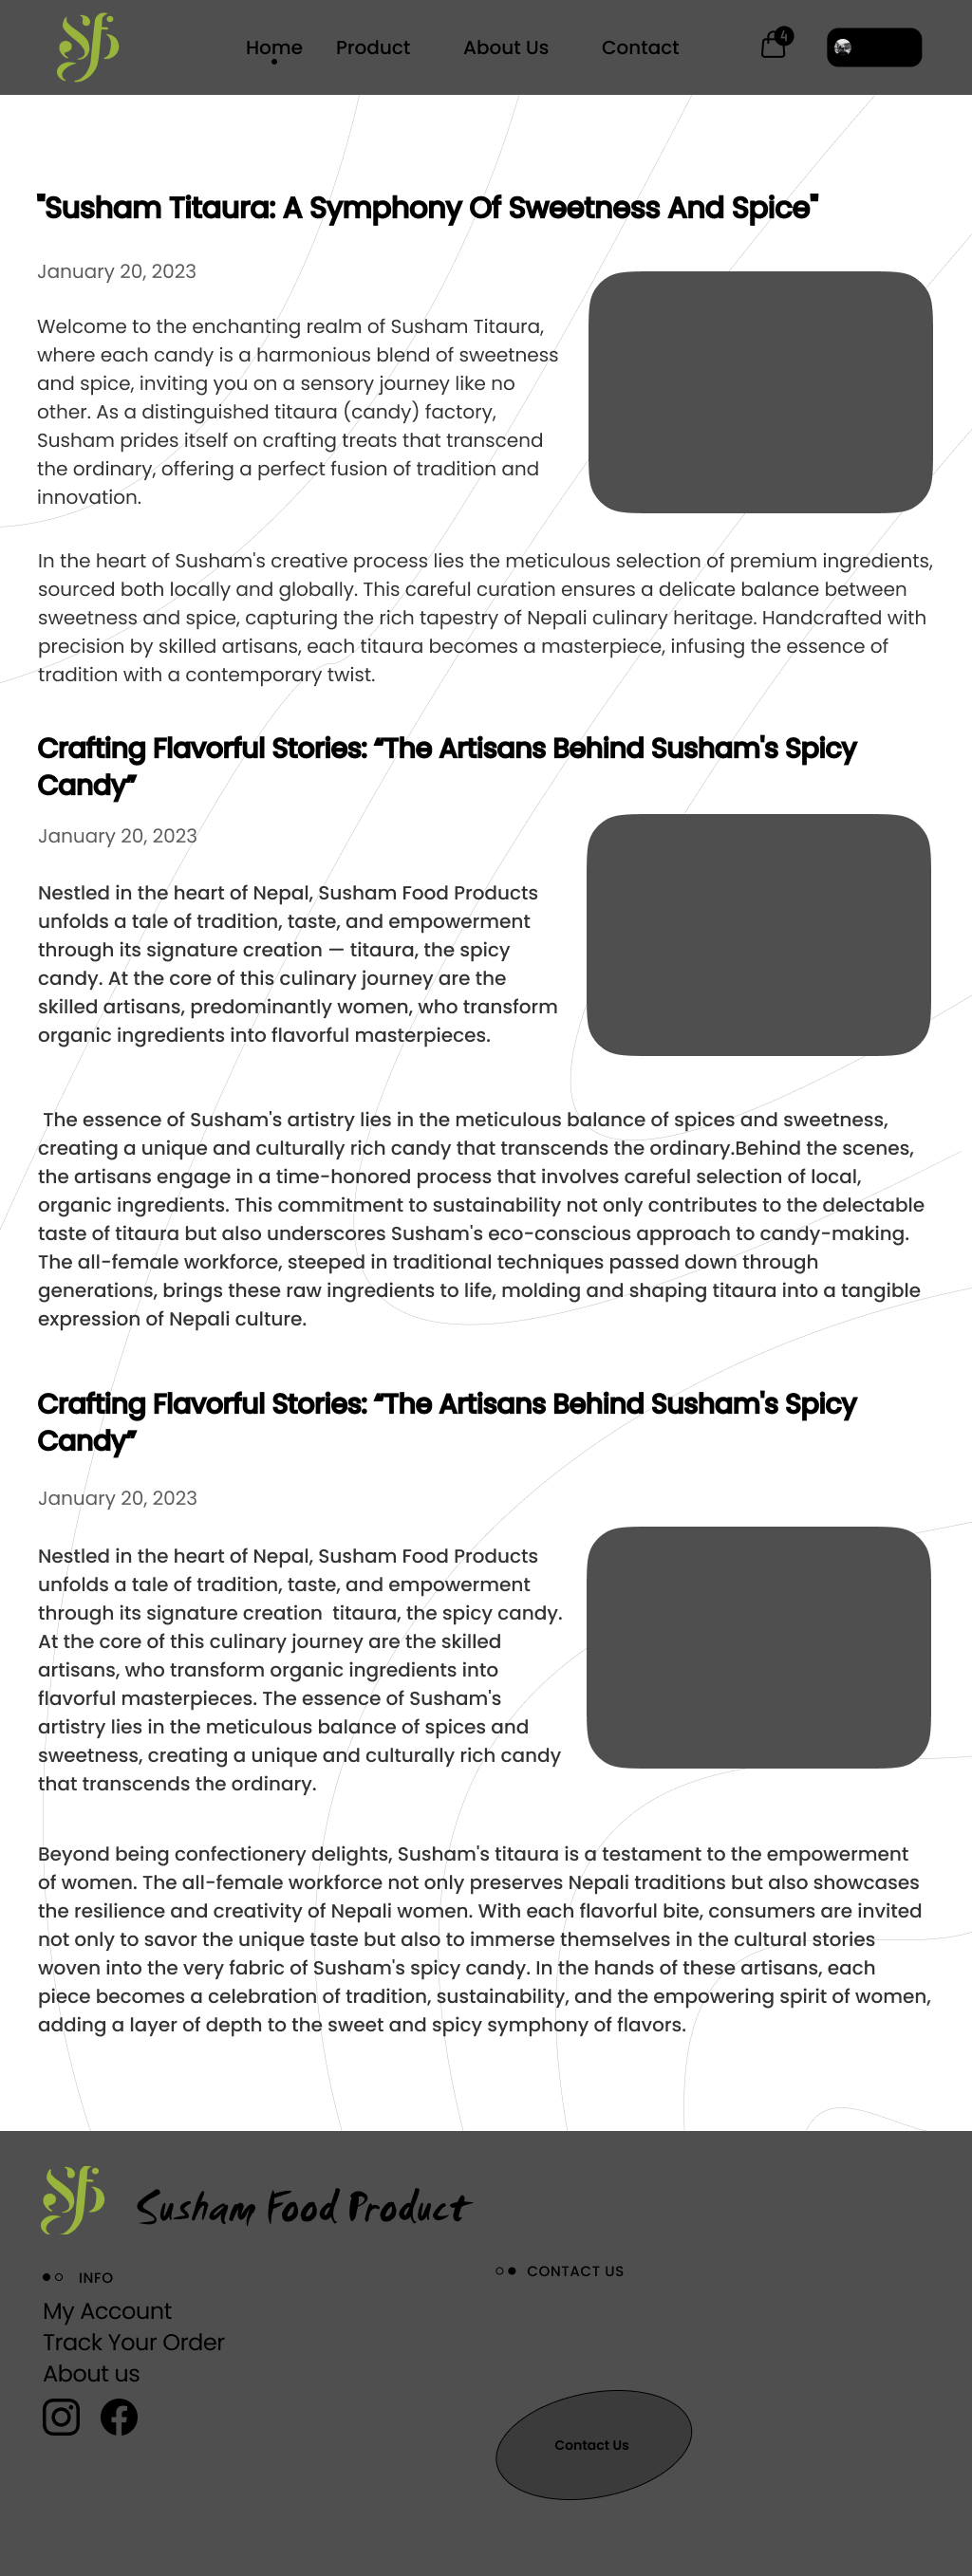 Home Product About Us Contact 4
"Susham Titaura: A Symphony Of Sweetness And Spice"
January 20, 2023
Welcome to the enchanting realm of Susham Titaura,
where each candy is a harmonious blend of sweetness
and spice, inviting you on a sensory journey like no
other. As a distinguished titaura (candy) factory,
Susham prides itself on crafting treats that transcend
the ordinary, offering a perfect fusion of tradition and
innovation.
In the heart of Susham's creative process lies the meticulous selection of premium ingredients,
sourced both locally and globally. This careful curation ensures a delicate balance between
sweetness and spice, capturing the rich tapestry of Nepali culinary heritage. Handcrafted with
precision by skilled artisans, each titaura becomes a masterpiece, infusing the essence of
tradition with a contemporary twist.
Crafting Flavorful Stories: “The Artisans Behind Susham's Spicy
Candy”
January 20, 2023
Nestled in the heart of Nepal, Susham Food Products
unfolds a tale of tradition, taste, and empowerment
through its signature creation — titaura, the spicy
candy. At the core of this culinary journey are the
skilled artisans, predominantly women, who transform
organic ingredients into flavorful masterpieces.
The essence of Susham's artistry lies in the meticulous balance of spices and sweetness,
creating a unique and culturally rich candy that transcends the ordinary.Behind the scenes,
the artisans engage in a time-honored process that involves careful selection of local,
organic ingredients. This commitment to sustainability not only contributes to the delectable
taste of titaura but also underscores Susham's eco-conscious approach to candy-making.
The all-female workforce, steeped in traditional techniques passed down through
generations, brings these raw ingredients to life, molding and shaping titaura into a tangible
expression of Nepali culture.
Crafting Flavorful Stories: “The Artisans Behind Susham's Spicy
Candy”
January 20, 2023
Nestled in the heart of Nepal, Susham Food Products
unfolds a tale of tradition, taste, and empowerment
through its signature creation  titaura, the spicy candy.
At the core of this culinary journey are the skilled
artisans, who transform organic ingredients into
flavorful masterpieces. The essence of Susham's
artistry lies in the meticulous balance of spices and
sweetness, creating a unique and culturally rich candy
that transcends the ordinary.
Beyond being confectionery delights, Susham's titaura is a testament to the empowerment
of women. The all-female workforce not only preserves Nepali traditions but also showcases
the resilience and creativity of Nepali women. With each flavorful bite, consumers are invited
not only to savor the unique taste but also to immerse themselves in the cultural stories
woven into the very fabric of Susham's spicy candy. In the hands of these artisans, each
piece becomes a celebration of tradition, sustainability, and the empowering spirit of women,
adding a layer of depth to the sweet and spicy symphony of flavors.
Susham Food Product
INFO
My Account
Track Your Order
About us
CONTACT US
Contact Us